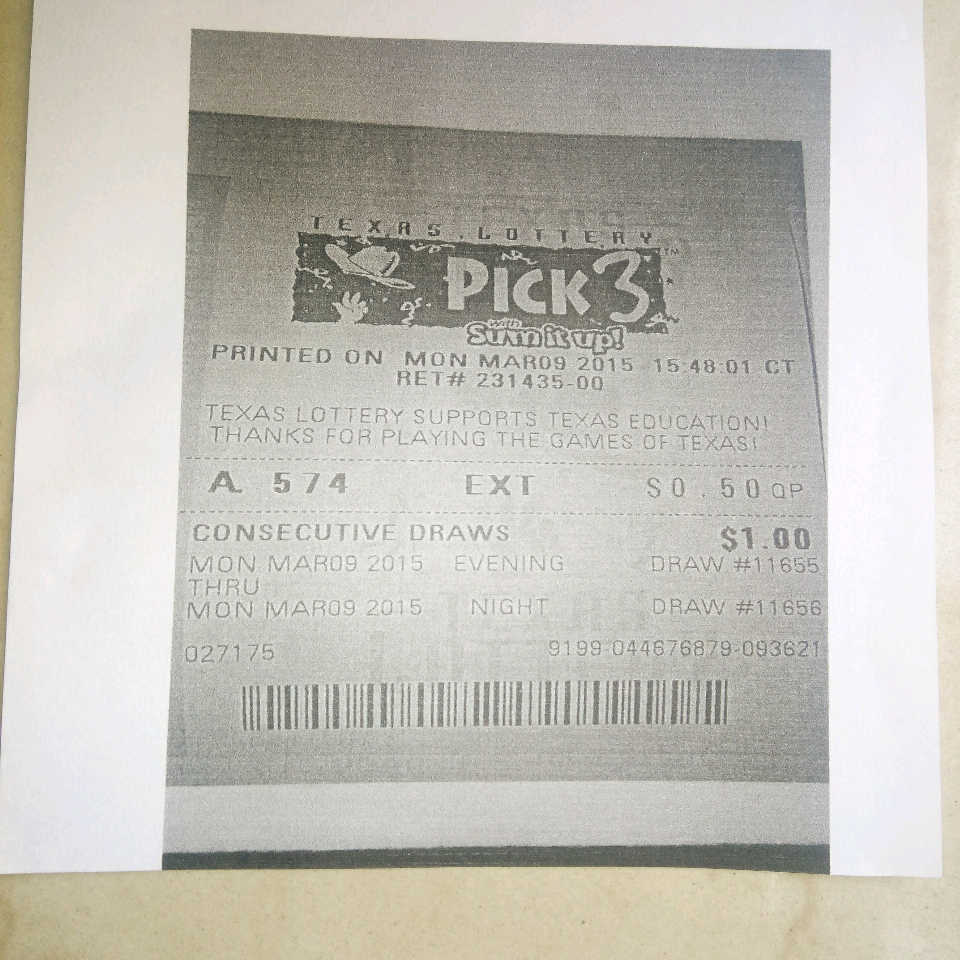 TEXAS LOTTERY
PICK 3™
with
Sum it up!
PRINTED ON MON MAR09 2015 15:48:01 CT
RET# 231435-00
TEXAS LOTTERY SUPPORTS TEXAS EDUCATION!
THANKS FOR PLAYING THE GAMES OF TEXAS!
A. 574 EXT $0.50 QP
CONSECUTIVE DRAWS $1.00
MON MAR09 2015 EVENING DRAW #11655
THRU
MON MAR09 2015 NIGHT DRAW #11656
027175 9199-044676879-093621